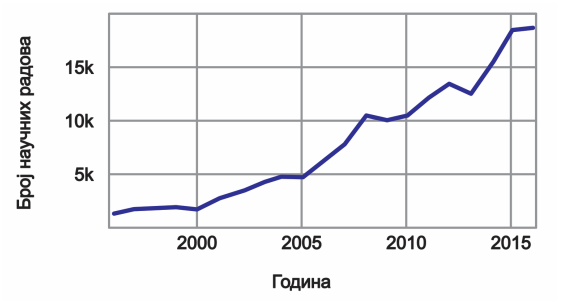 Број научних радова
15k
10k
5k
2000 2005 2010 2015
Година